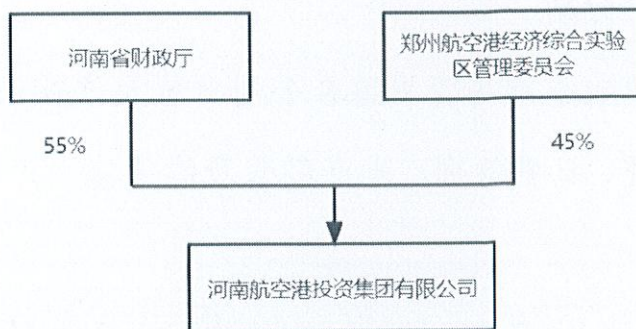 河南省财政厅
郑州航空港经济综合实验
区管理委员会
55%
45%
河南航空港投资集团有限公司